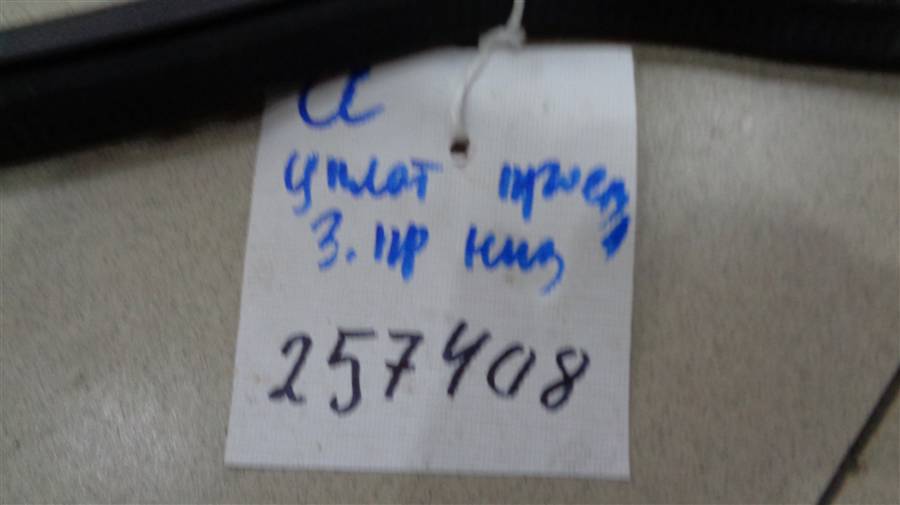 уплот
З. пр низ
257408